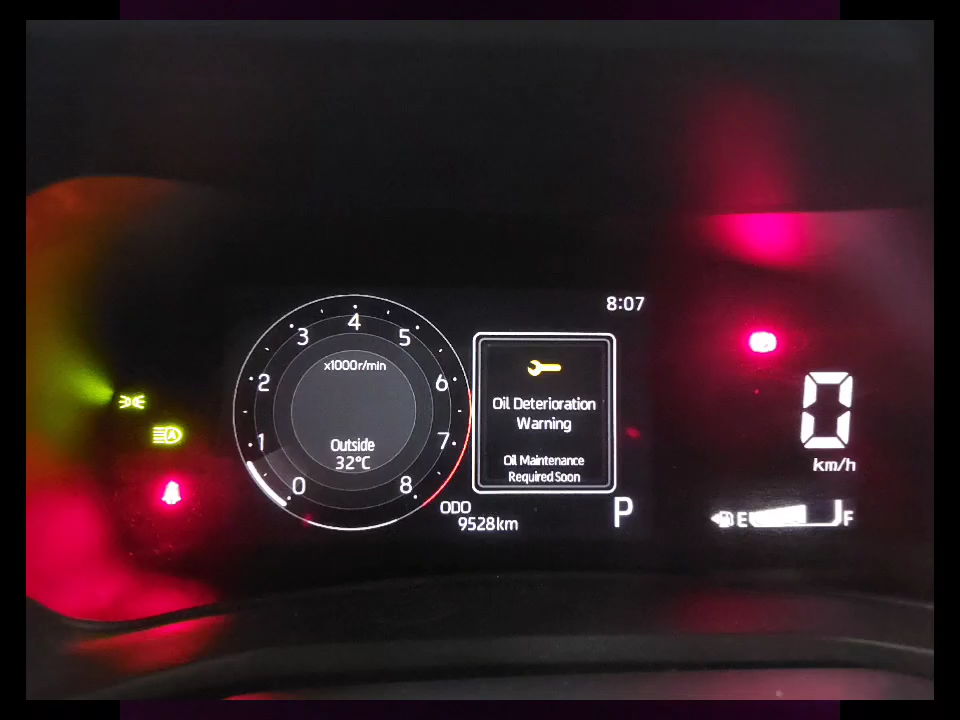 8:07
4
3
5
x1000r/min
2
6
Oil Deterioration
Warning
1
7
Outside
32°C
Oil Maintenance
Required Soon
0
8
0
km/h
ODO
9528km
P
E
F
A